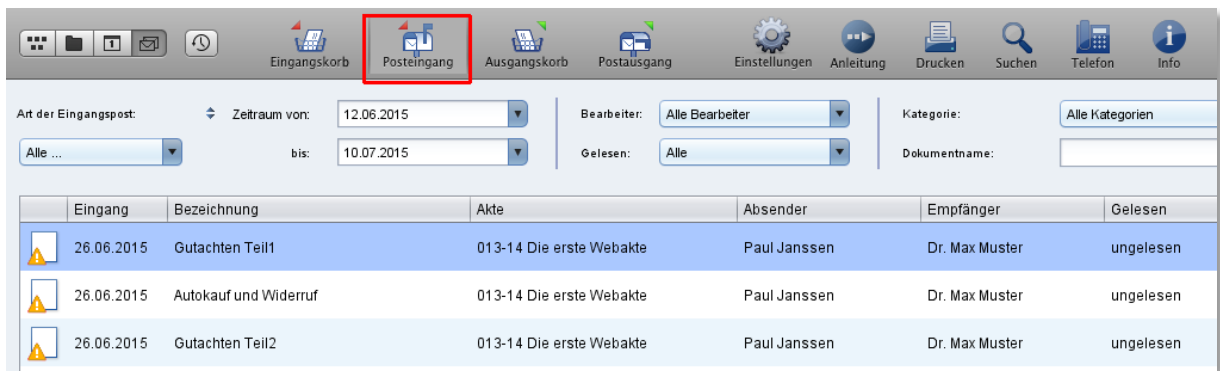 1
Eingangskorb Posteingang Ausgangskorb Postausgang Einstellungen Anleitung Drucken Suchen Telefon Info
Art der Eingangspost: Zeitraum von: 12.06.2015 Bearbeiter: Alle Bearbeiter Kategorie: Alle Kategorien
Alle ... bis: 10.07.2015 Gelesen: Alle Dokumentname:
Eingang Bezeichnung Akte Absender Empfänger Gelesen
26.06.2015 Gutachten Teil1 013-14 Die erste Webakte Paul Janssen Dr. Max Muster ungelesen
26.06.2015 Autokauf und Widerruf 013-14 Die erste Webakte Paul Janssen Dr. Max Muster ungelesen
26.06.2015 Gutachten Teil2 013-14 Die erste Webakte Paul Janssen Dr. Max Muster ungelesen